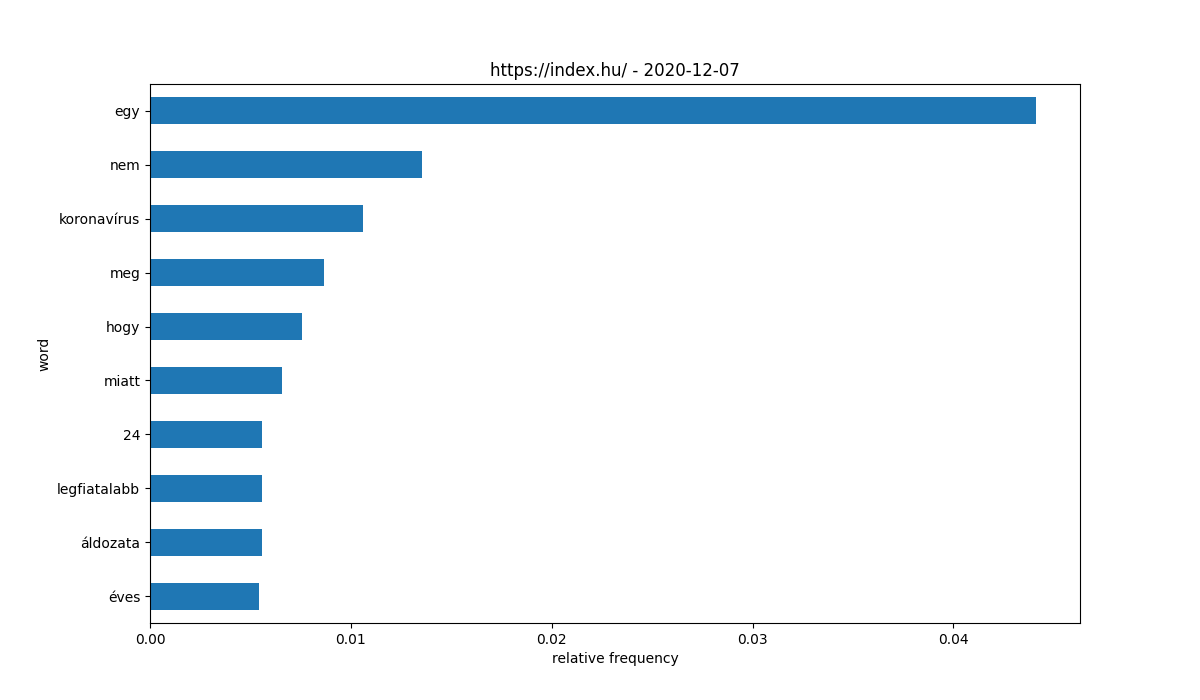 https://index.hu/ - 2020-12-07
egy
nem
koronavírus
meg
hogy
miatt
24
legfiatalabb
áldozata
éves
word
0.00 0.01 0.02 0.03 0.04
relative frequency